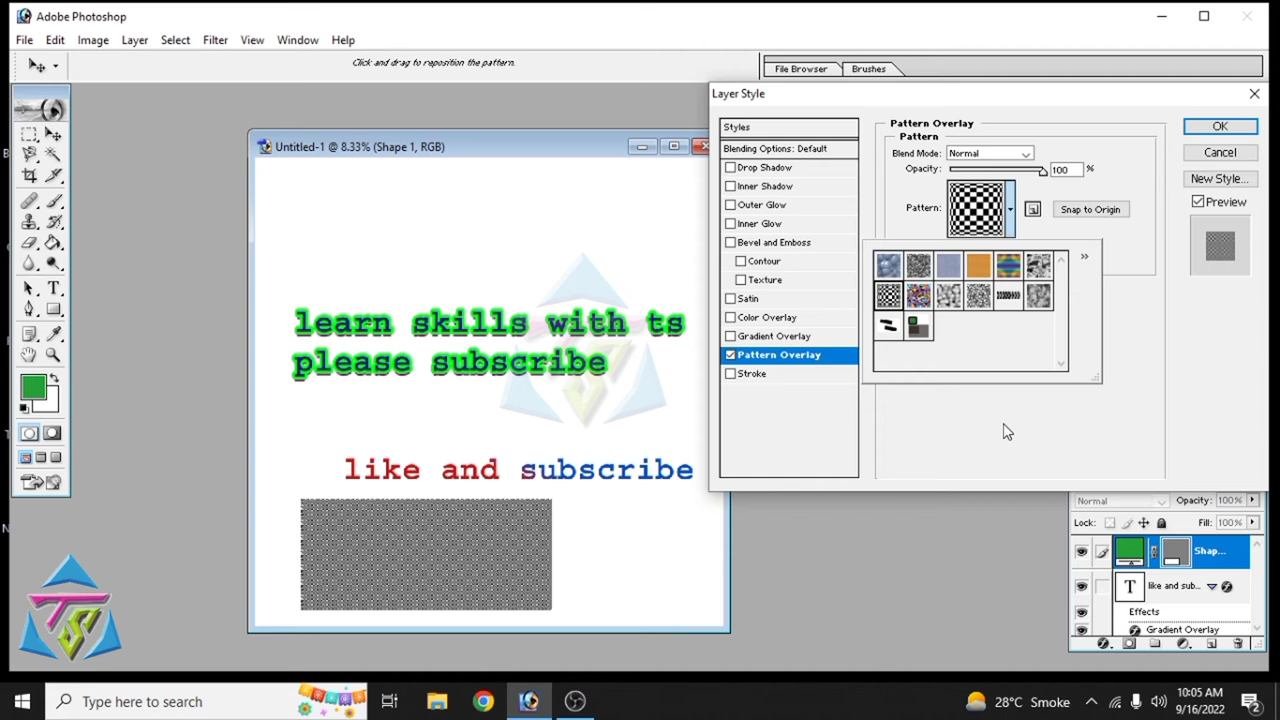 Adobe Photoshop
File Edit Image Layer Select Filter View Window Help
Click and drag to reposition the pattern.
File Browser Brushes
Layer Style
Styles
Blending Options: Default
Drop Shadow
Inner Shadow
Outer Glow
Inner Glow
Bevel and Emboss
Contour
Texture
Satin
Color Overlay
Gradient Overlay
Pattern Overlay
Stroke
Pattern Overlay
Pattern
Blend Mode: Normal
Opacity: 100 %
Pattern: Snap to Origin
OK
Cancel
New Style...
Preview
Untitled-1 @ 8.33% (Shape 1, RGB)
learn skills with ts
please subscribe
like and subscribe
TS
Normal Opacity: 100%
Lock: Fill: 100%
Shap...
T like and sub...
Effects
Gradient Overlay
Type here to search
28°C Smoke
10:05 AM
9/16/2022
2